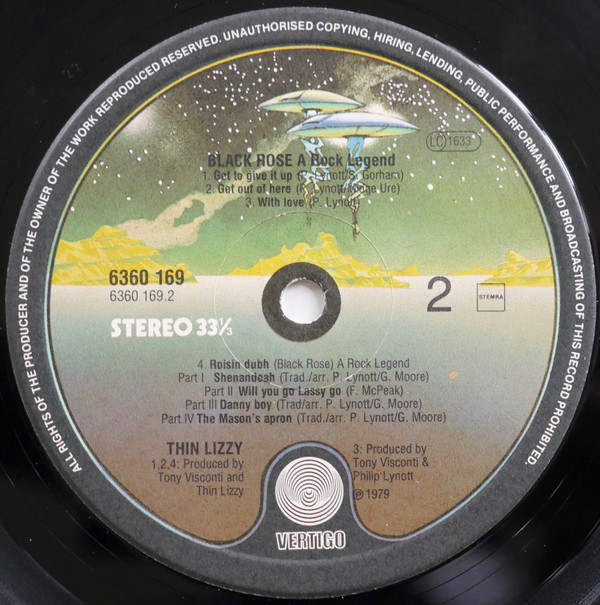 ALL RIGHTS OF THE PRODUCER AND OF THE OWNER OF THE WORK REPRODUCED RESERVED. UNAUTHORISED COPYING, HIRING, LENDING, PUBLIC PERFORMANCE AND BROADCASTING OF THIS RECORD PROHIBITED.
LC 1633
BLACK ROSE A Rock Legend
1. Get to give it up (P. Lynott/S. Gorham)
2. Get out of here (P. Lynott/Midge Ure)
3. With love (P. Lynott)
6360 169
6360 169.2
2
STEMRA
STEREO 33⅓
4. Roisin dubh (Black Rose) A Rock Legend
Part I Shenandoah (Trad./arr. P. Lynott/G. Moore)
Part II Will you go Lassy go (F. McPeak)
Part III Danny boy (Trad/arr. P. Lynott/G. Moore)
Part IV The Mason's apron (Trad./arr. P. Lynott/G. Moore)
THIN LIZZY
1,2,4: Produced by
Tony Visconti and
Thin Lizzy
3: Produced by
Tony Visconti &
Philip Lynott
℗ 1979
VERTIGO